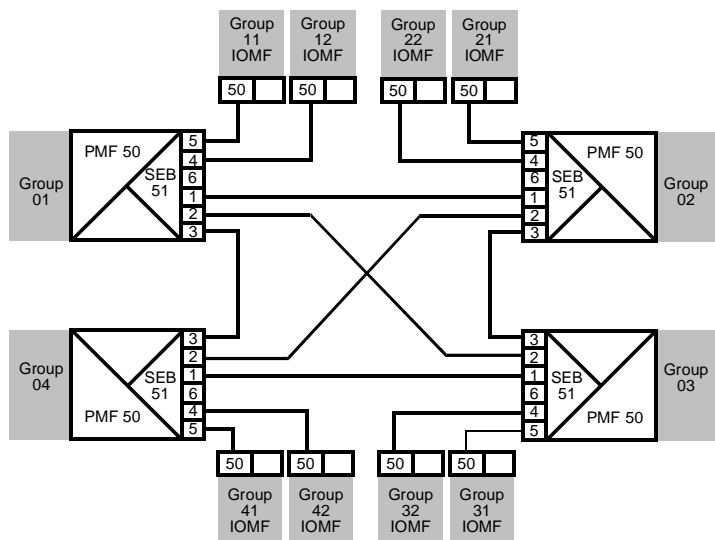 Group
11
IOMF
Group
12
IOMF
Group
22
IOMF
Group
21
IOMF
50
50
50
50
Group
01
PMF 50
SEB
51
5
4
6
1
2
3
5
4
6
1
2
3
SEB
51
PMF 50
Group
02
Group
04
PMF 50
SEB
51
3
2
1
6
4
5
3
2
1
6
4
5
SEB
51
PMF 50
Group
03
50
50
50
50
Group
41
IOMF
Group
42
IOMF
Group
32
IOMF
Group
31
IOMF